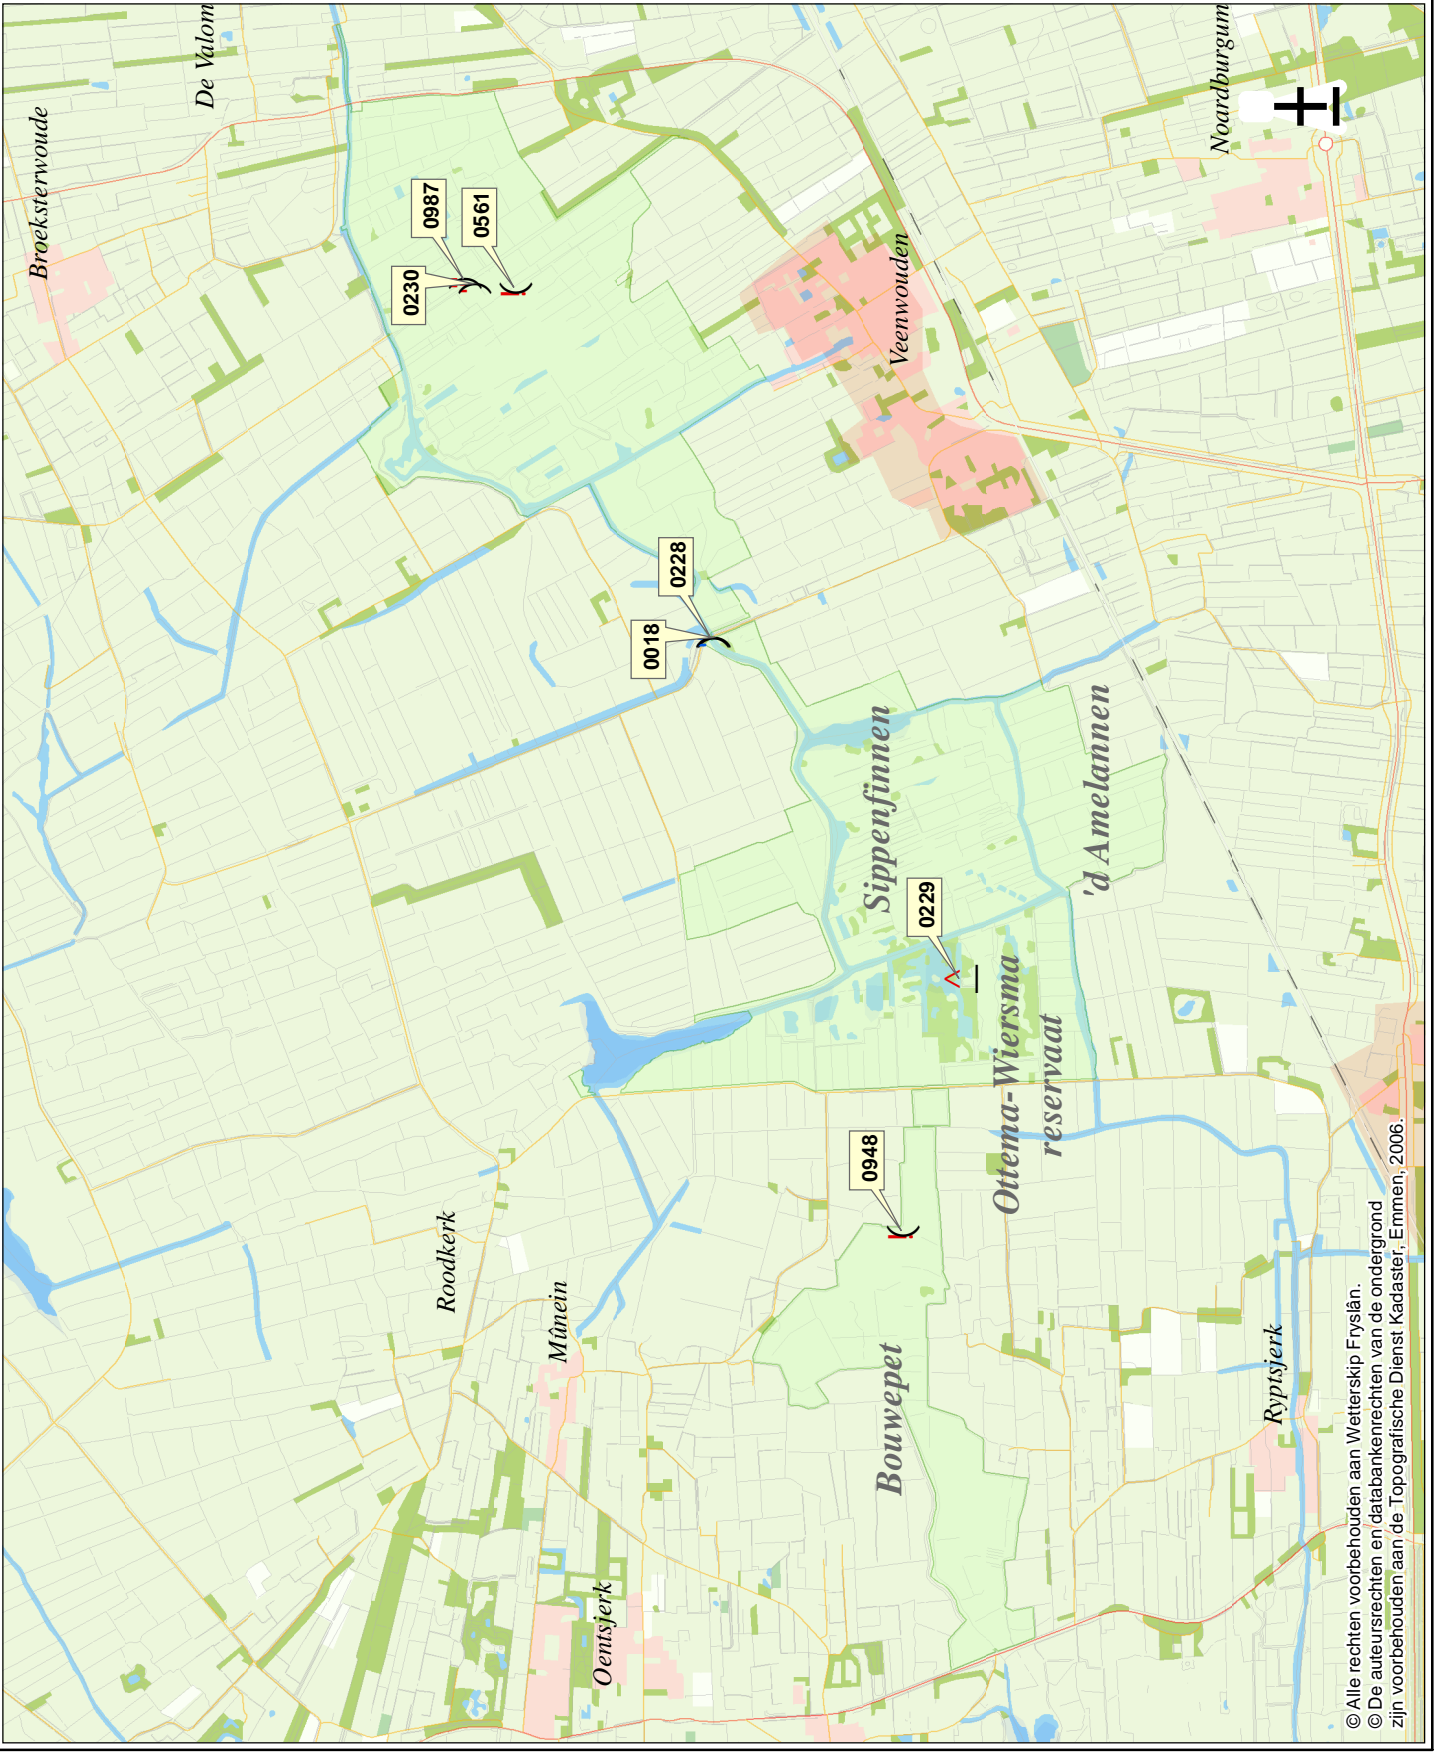 Broeksterwoude
De Valom
0987
0561
0230
Veenwouden
Noardburgum
0228
0018
Sippenfinnen
'd Amelannen
0229
Ottema-Wiersma
reservaat
0948
Roodkerk
Mûnein
Bouwepet
Ryptsjerk
Oentsjerk
© Alle rechten voorbehouden aan Wetterskip Fryslân.
© De auteursrechten en databankenrechten van de ondergrond
zijn voorbehouden aan de Topografische Dienst Kadaster, Emmen, 2006.